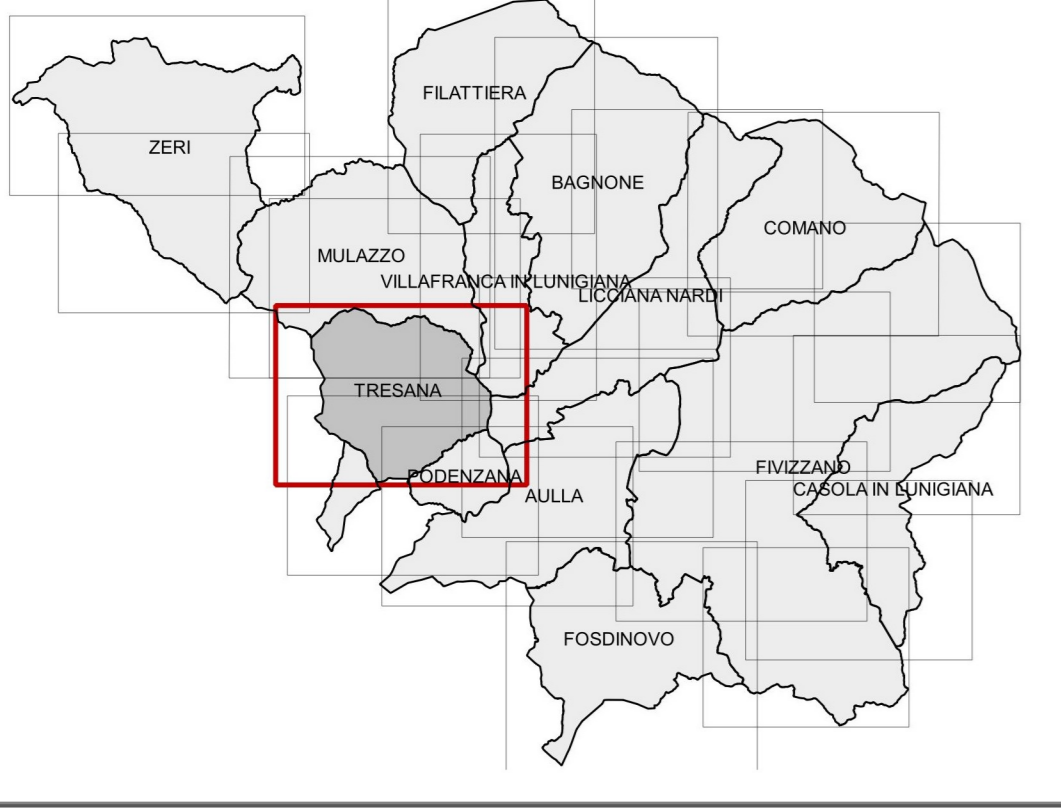 FILATTIERA
ZERI
BAGNONE
COMANO
MULAZZO
VILLAFRANCA IN LUNIGIANA
LICCIANA NARDI
TRESANA
FIVIZZANO
PODENZANA
CASOLA IN LUNIGIANA
AULLA
FOSDINOVO